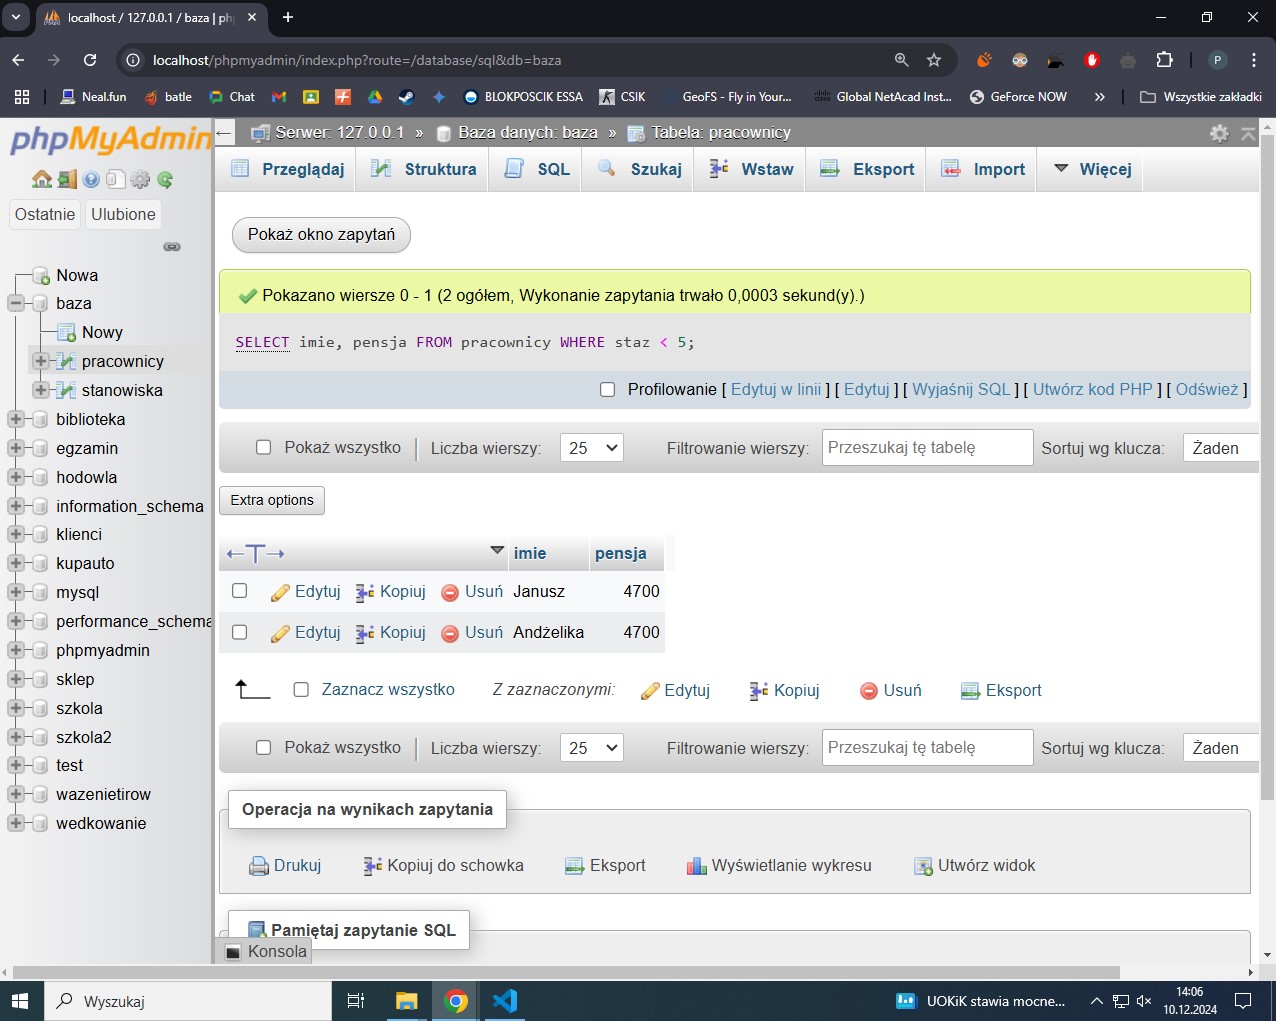 localhost / 127.0.0.1 / baza | ph
localhost/phpmyadmin/index.php?route=/database/sql&db=baza
P
Neal.fun
batle
Chat
BLOKPOSCIK ESSA
CSIK
GeoFS - Fly in Your...
Global NetAcad Inst...
GeForce NOW
»
Wszystkie zakładki
phpMyAdmin
Serwer: 127.0.0.1 » Baza danych: baza » Tabela: pracownicy
Przeglądaj
Struktura
SQL
Szukaj
Wstaw
Eksport
Import
Więcej
Ostatnie
Ulubione
Nowa
baza
Nowy
pracownicy
stanowiska
biblioteka
egzamin
hodowla
information_schema
klienci
kupauto
mysql
performance_schema
phpmyadmin
sklep
szkola
szkola2
test
wazenietirow
wedkowanie
Pokaż okno zapytań
Pokazano wiersze 0 - 1 (2 ogółem, Wykonanie zapytania trwało 0,0003 sekund(y).)
SELECT imie, pensja FROM pracownicy WHERE staz < 5;
Profilowanie [ Edytuj w linii ] [ Edytuj ] [ Wyjaśnij SQL ] [ Utwórz kod PHP ] [ Odśwież ]
Pokaż wszystko | Liczba wierszy: 25 Filtrowanie wierszy: Przeszukaj tę tabelę Sortuj wg klucza: Żaden
Extra options
←T→ imie pensja
Edytuj Kopiuj Usuń Janusz 4700
Edytuj Kopiuj Usuń Andżelika 4700
Zaznacz wszystko Z zaznaczonymi: Edytuj Kopiuj Usuń Eksport
Pokaż wszystko | Liczba wierszy: 25 Filtrowanie wierszy: Przeszukaj tę tabelę Sortuj wg klucza: Żaden
Operacja na wynikach zapytania
Drukuj Kopiuj do schowka Eksport Wyświetlanie wykresu Utwórz widok
Pamiętaj zapytanie SQL
Konsola
Wyszukaj
UOKiK stawia mocne...
14:06
10.12.2024